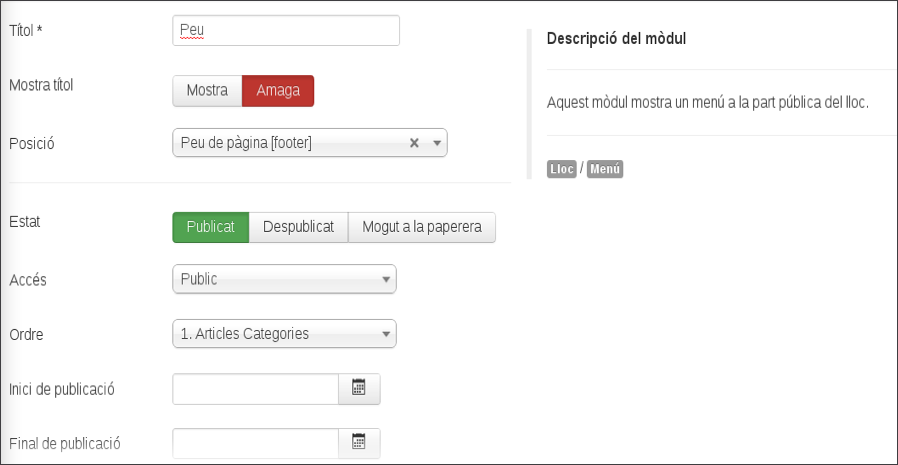 Títol *
Peu
Mostra títol
Mostra
Amaga
Posició
Peu de pàgina [footer]
Estat
Publicat
Despublicat
Mogut a la paperera
Accés
Public
Ordre
1. Articles Categories
Inici de publicació
Final de publicació
Descripció del mòdul
Aquest mòdul mostra un menú a la part pública del lloc.
Lloc / Menú